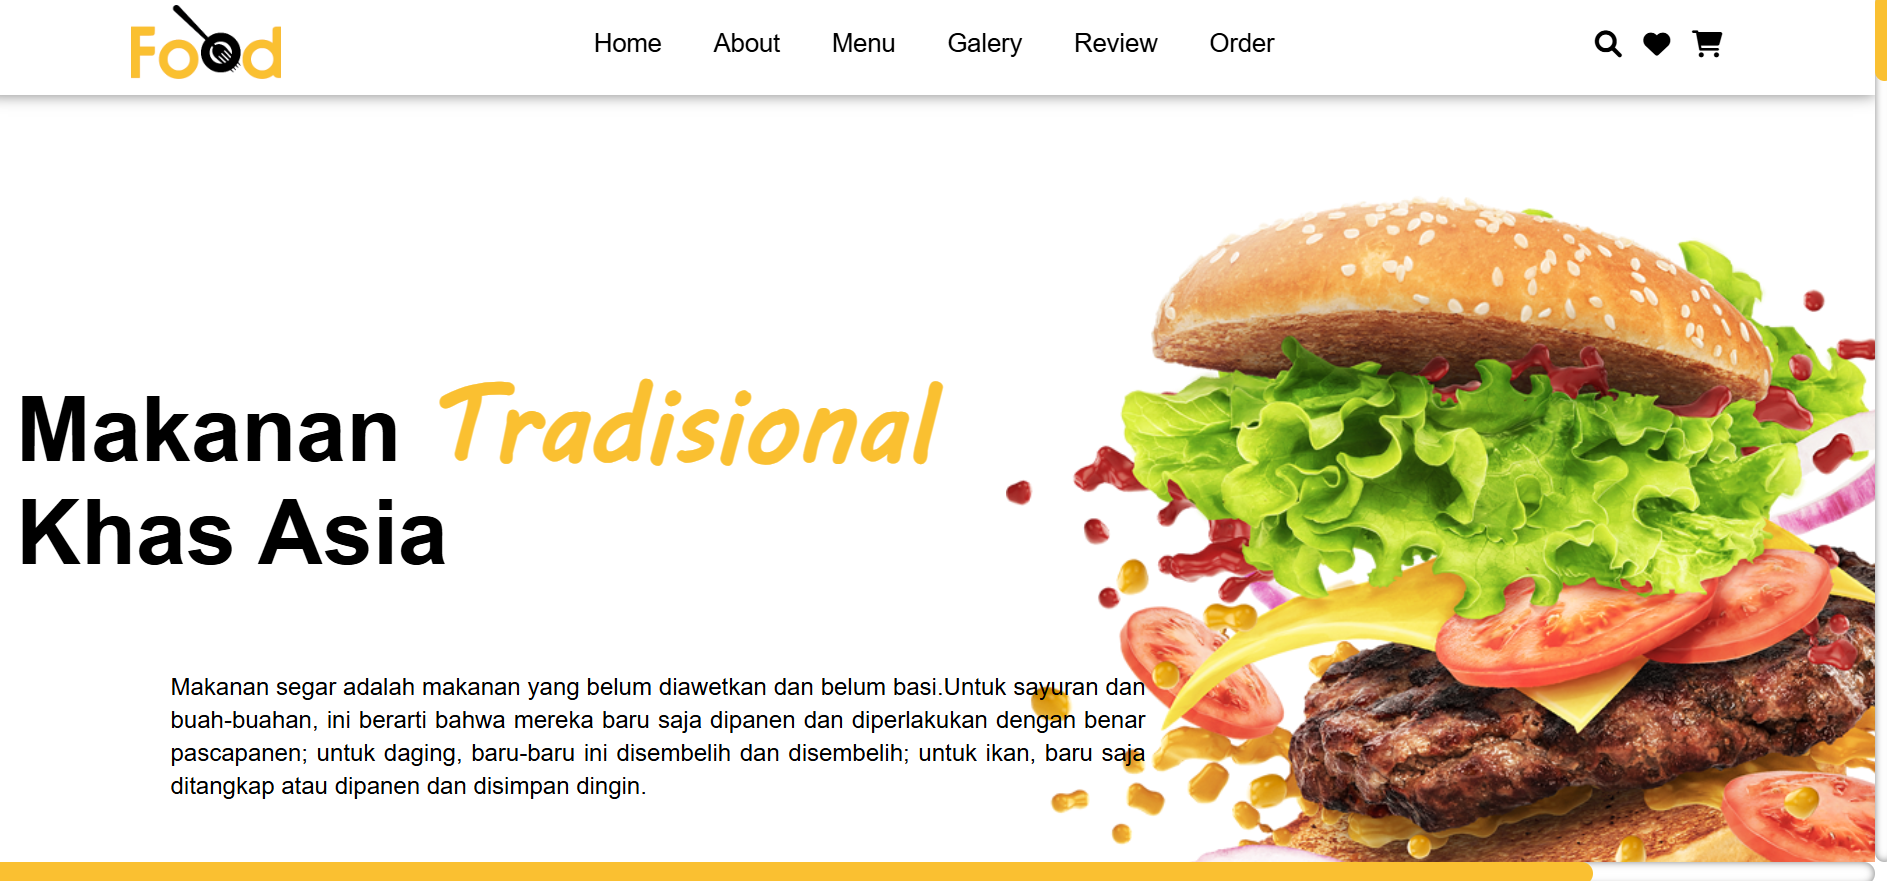 Food
Home About Menu Galery Review Order
Makanan Tradisional
Khas Asia
Makanan segar adalah makanan yang belum diawetkan dan belum basi.Untuk sayuran dan
buah-buahan, ini berarti bahwa mereka baru saja dipanen dan diperlakukan dengan benar
pascapanen; untuk daging, baru-baru ini disembelih dan disembelih; untuk ikan, baru saja
ditangkap atau dipanen dan disimpan dingin.